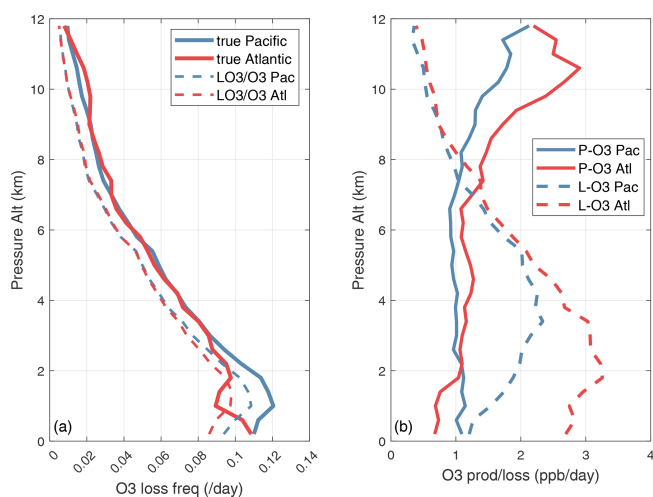 12
10
8
6
4
2
0
Pressure Alt (km)
true Pacific
true Atlantic
LO3/O3 Pac
LO3/O3 Atl
(a)
0
0.02
0.04
0.06
0.08
0.1
0.12
0.14
O3 loss freq (/day)
12
10
8
6
4
2
0
Pressure Alt (km)
P-O3 Pac
P-O3 Atl
L-O3 Pac
L-O3 Atl
(b)
0 1 2 3 4
O3 prod/loss (ppb/day)